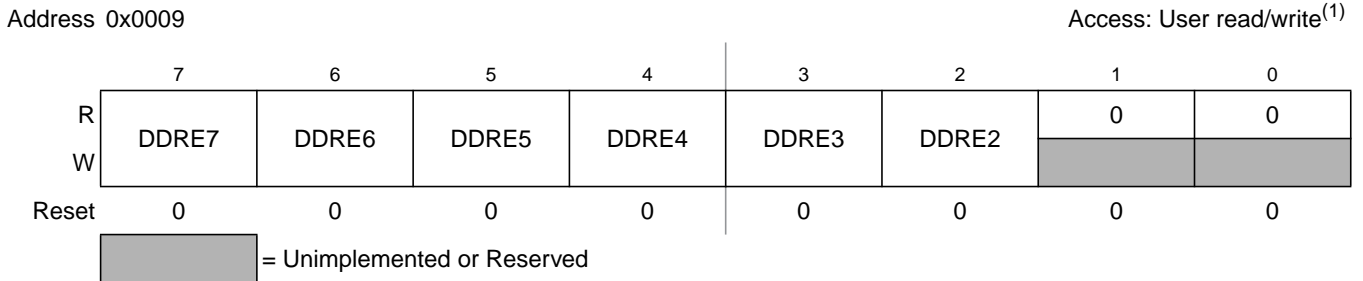 Address 0x0009 Access: User read/write(1)
7 6 5 4 3 2 1 0
R DDRE7 DDRE6 DDRE5 DDRE4 DDRE3 DDRE2 0 0
W
Reset 0 0 0 0 0 0 0 0
= Unimplemented or Reserved